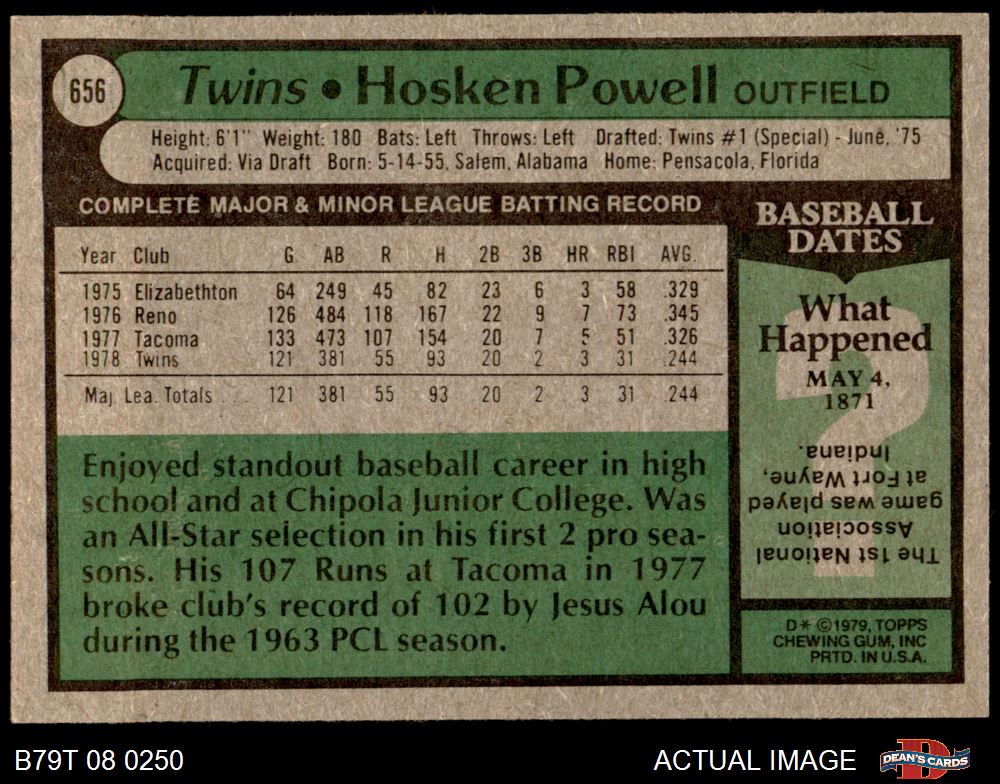 656
Twins • Hosken Powell OUTFIELD
Height: 6'1" Weight: 180 Bats: Left Throws: Left Drafted: Twins #1 (Special) - June, '75
Acquired: Via Draft Born: 5-14-55, Salem, Alabama Home: Pensacola, Florida
COMPLETE MAJOR & MINOR LEAGUE BATTING RECORD
Year Club G AB R H 2B 3B HR RBI AVG.
1975 Elizabethton 64 249 45 82 23 6 3 58 .329
1976 Reno 126 484 118 167 22 9 7 73 .345
1977 Tacoma 133 473 107 154 20 7 5 51 .326
1978 Twins 121 381 55 93 20 2 3 31 .244
Maj. Lea. Totals . . . 121 381 55 93 20 2 3 31 .244
Enjoyed standout baseball career in high
school and at Chipola Junior College. Was
an All-Star selection in his first 2 pro sea-
sons. His 107 Runs at Tacoma in 1977
broke club's record of 102 by Jesus Alou
during the 1963 PCL season.
BASEBALL
DATES
What
Happened
MAY 4,
1871
The 1st National
Association
game was played
at Fort Wayne,
Indiana.
D* ©1979, TOPPS
CHEWING GUM, INC
PRTD. IN U.S.A.
B79T 08 0250
ACTUAL IMAGE
D
DEAN'S CARDS